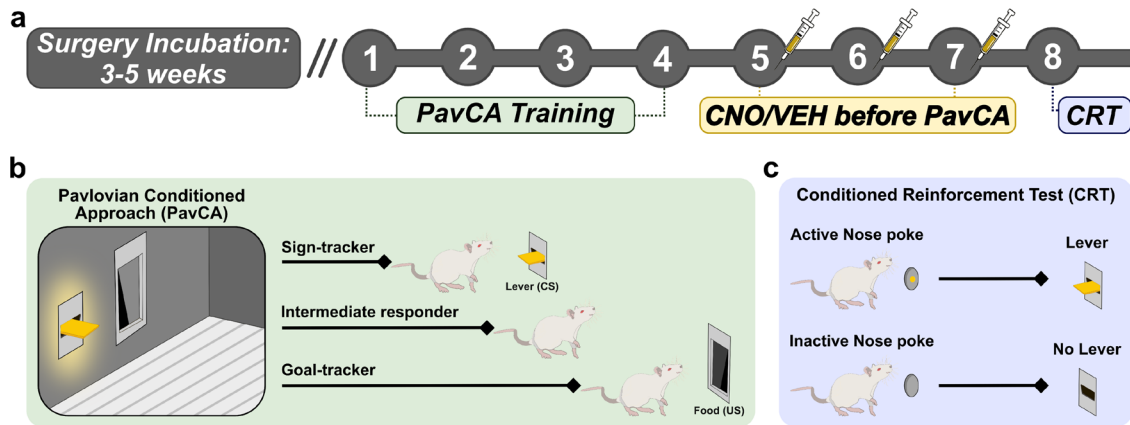 a
Surgery Incubation:
3-5 weeks
1 2 3 4 5 6 7 8
PavCA Training
CNO/VEH before PavCA
CRT
b
Pavlovian Conditioned
Approach (PavCA)
Sign-tracker
Lever (CS)
Intermediate responder
Goal-tracker
Food (US)
c
Conditioned Reinforcement Test (CRT)
Active Nose poke
Lever
Inactive Nose poke
No Lever